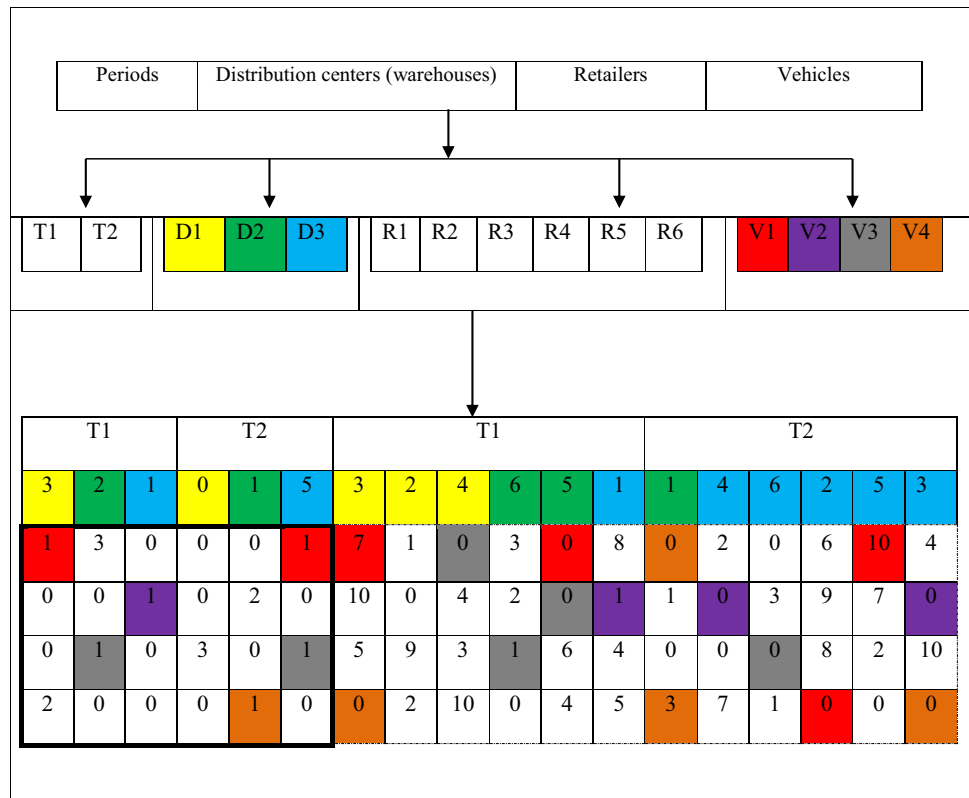 Periods Distribution centers (warehouses) Retailers Vehicles
T1 T2 D1 D2 D3 R1 R2 R3 R4 R5 R6 V1 V2 V3 V4
T1 T2 T1 T2
3 2 1 0 1 5 3 2 4 6 5 1 1 4 6 2 5 3
1 3 0 0 0 1 7 1 0 3 0 8 0 2 0 6 10 4
0 0 1 0 2 0 10 0 4 2 0 1 1 0 3 9 7 0
0 1 0 3 0 1 5 9 3 1 6 4 0 0 0 8 2 10
2 0 0 0 1 0 0 2 10 0 4 5 3 7 1 0 0 0